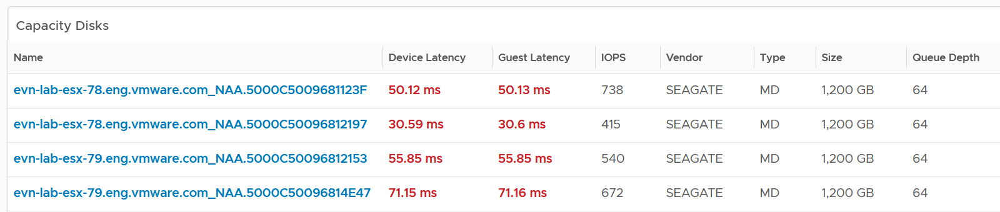 Capacity Disks
Name Device Latency Guest Latency IOPS Vendor Type Size Queue Depth
evn-lab-esx-78.eng.vmware.com_NAA.5000C5009681123F 50.12 ms 50.13 ms 738 SEAGATE MD 1,200 GB 64
evn-lab-esx-78.eng.vmware.com_NAA.5000C50096812197 30.59 ms 30.6 ms 415 SEAGATE MD 1,200 GB 64
evn-lab-esx-79.eng.vmware.com_NAA.5000C50096812153 55.85 ms 55.85 ms 540 SEAGATE MD 1,200 GB 64
evn-lab-esx-79.eng.vmware.com_NAA.5000C50096814E47 71.15 ms 71.16 ms 672 SEAGATE MD 1,200 GB 64